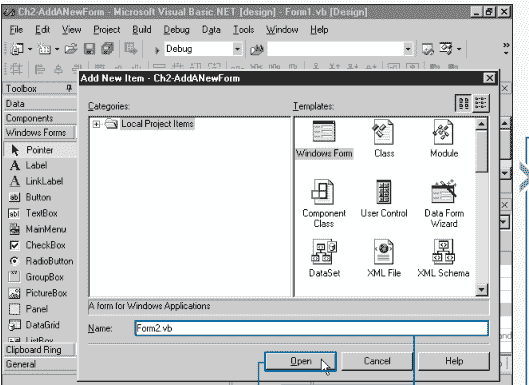 Ch2-AddANewForm - Microsoft Visual Basic.NET [design] - Form1.vb [Design]
File Edit View Project Build Debug Data Tools Window Help
Debug
Toolbox
Add New Item - Ch2-AddANewForm
Data
Components
Windows Forms
Pointer
Label
LinkLabel
Button
TextBox
MainMenu
CheckBox
RadioButton
GroupBox
PictureBox
Panel
DataGrid
ListBox
Clipboard Ring
General
Categories:
Local Project Items
Templates:
Windows Form
Class
Module
Component Class
User Control
Data Form Wizard
DataSet
XML File
XML Schema
A form for Windows Applications
Name: Form2.vb
Open Cancel Help